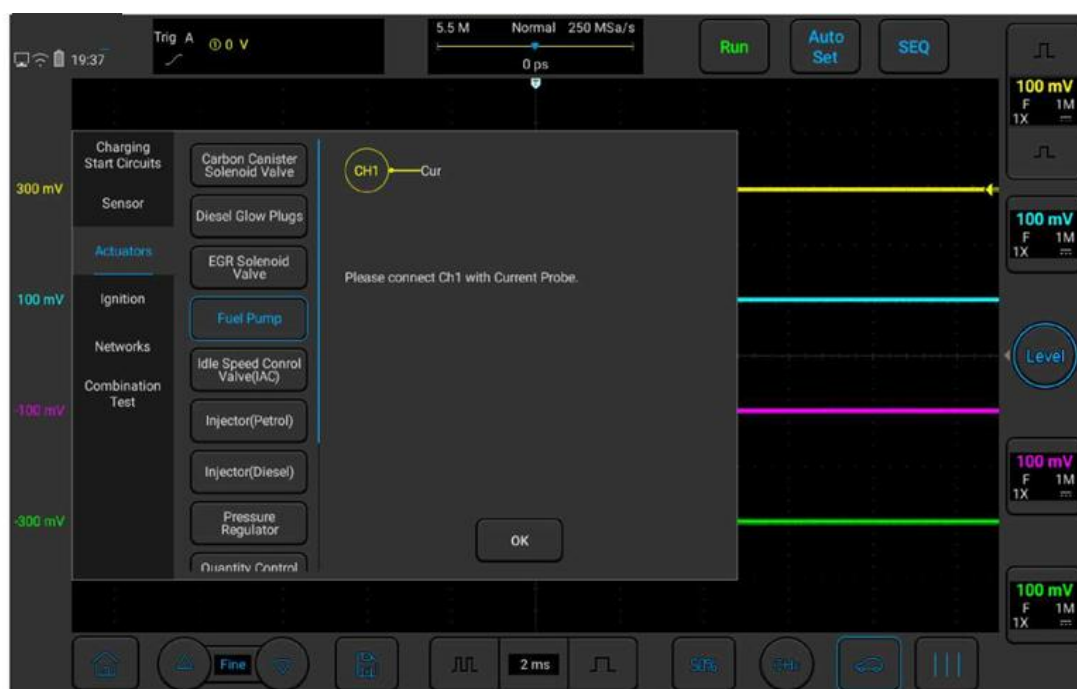 Trig A ① 0 V
5.5 M Normal 250 MSa/s
0 ps
Run
Auto
Set
SEQ
19:37
100 mV
F 1M
1X
300 mV
100 mV
-100 mV
-300 mV
Charging
Start Circuits
Sensor
Actuators
Ignition
Networks
Combination
Test
Carbon Canister
Solenoid Valve
Diesel Glow Plugs
EGR Solenoid
Valve
Fuel Pump
Idle Speed Conrol
Valve(IAC)
Injector(Petrol)
Injector(Diesel)
Pressure
Regulator
Quantity Control
CH1
Cur
Please connect Ch1 with Current Probe.
OK
100 mV
F 1M
1X
Level
100 mV
F 1M
1X
100 mV
F 1M
1X
Fine
2 ms
50%